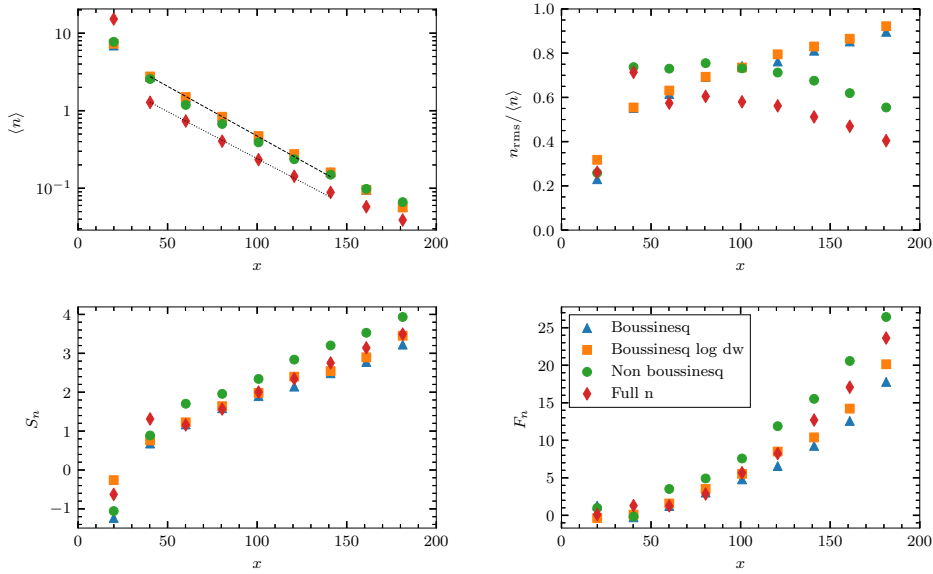 10
1
10⁻¹
⟨n⟩
0 50 100 150 200
x
1.0
0.8
0.6
0.4
0.2
0.0
n_rms / ⟨n⟩
0 50 100 150 200
x
4
3
2
1
0
−1
S_n
0 50 100 150 200
x
25
20
15
10
5
0
F_n
Boussinesq
Boussinesq log dw
Non boussinesq
Full n
0 50 100 150 200
x